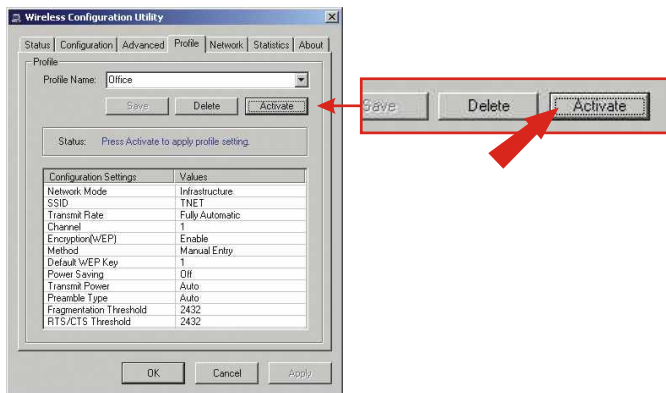 Wireless Configuration Utility
Status Configuration Advanced Profile Network Statistics About
Profile
Profile Name: Office
Save Delete Activate
Status: Press Activate to apply profile setting.
Configuration Settings Values
Network Mode Infrastructure
SSID TNET
Transmit Rate Fully Automatic
Channel 1
Encryption(WEP) Enable
Method Manual Entry
Default WEP Key 1
Power Saving Off
Transmit Power Auto
Preamble Type Auto
Fragmentation Threshold 2432
RTS/CTS Threshold 2432
OK Cancel Apply
Save Delete Activate